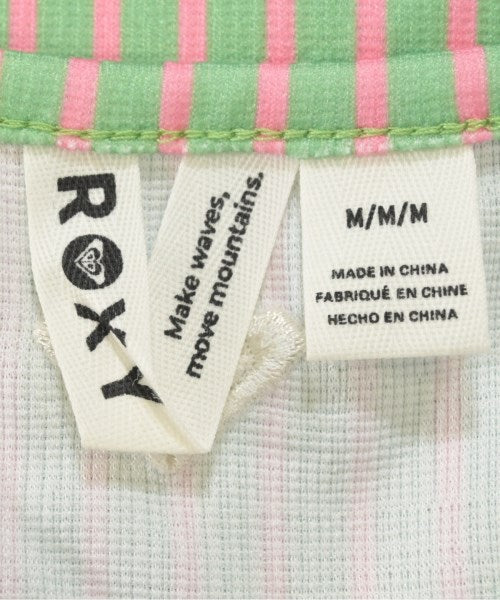 ROXY
Make waves,
move mountains.
M/M/M
MADE IN CHINA
FABRIQUÉ EN CHINE
HECHO EN CHINA